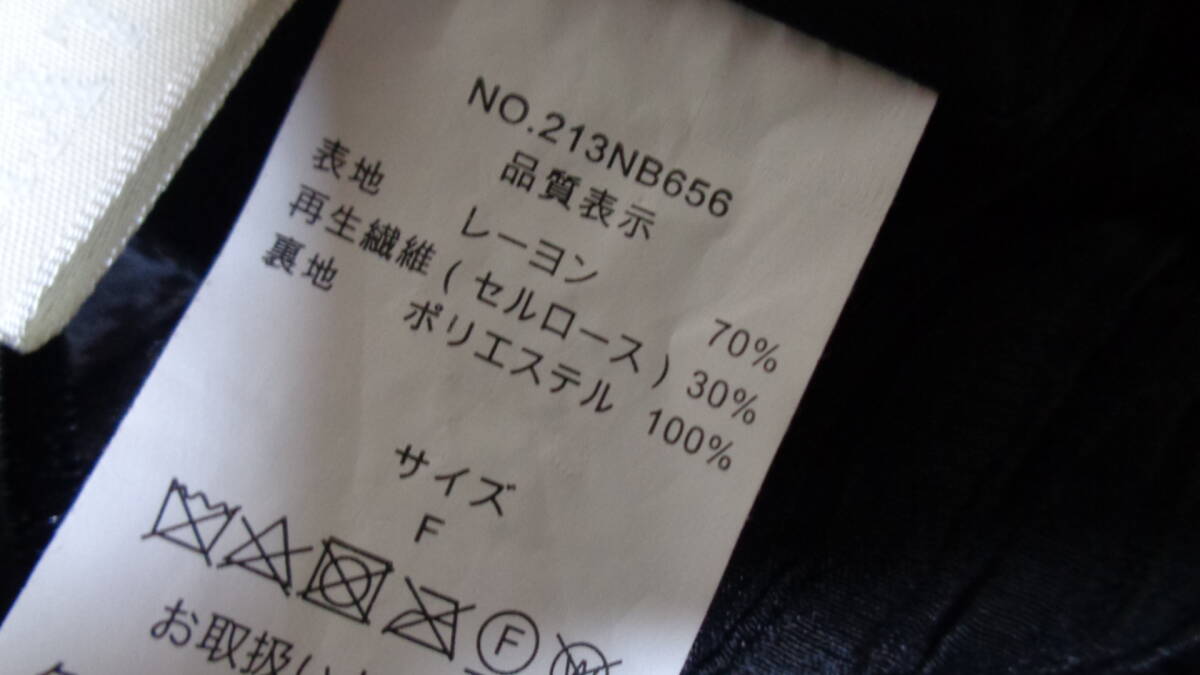 NO.213NB656
品質表示
表地 レーヨン 70%
再生繊維(セルロース) 30%
裏地 ポリエステル 100%
サイズ
F
F
W
お取扱い